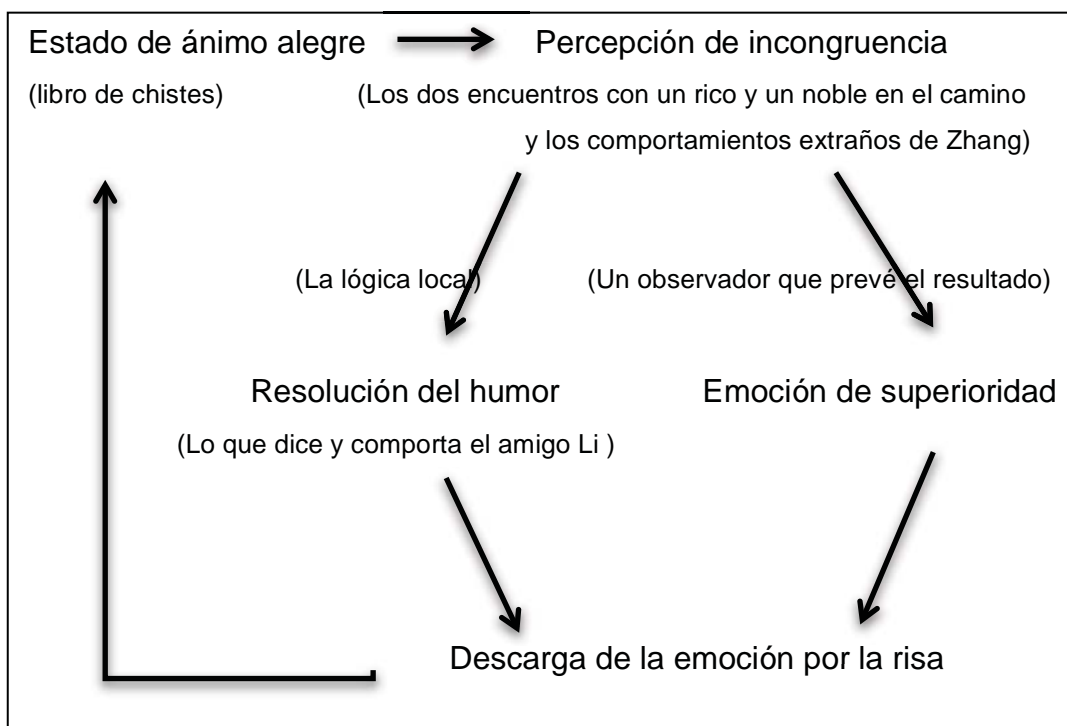 Estado de ánimo alegre
Percepción de incongruencia
(libro de chistes)
(Los dos encuentros con un rico y un noble en el camino
y los comportamientos extraños de Zhang)
(La lógica local)
(Un observador que prevé el resultado)
Resolución del humor
Emoción de superioridad
(Lo que dice y comporta el amigo Li )
Descarga de la emoción por la risa